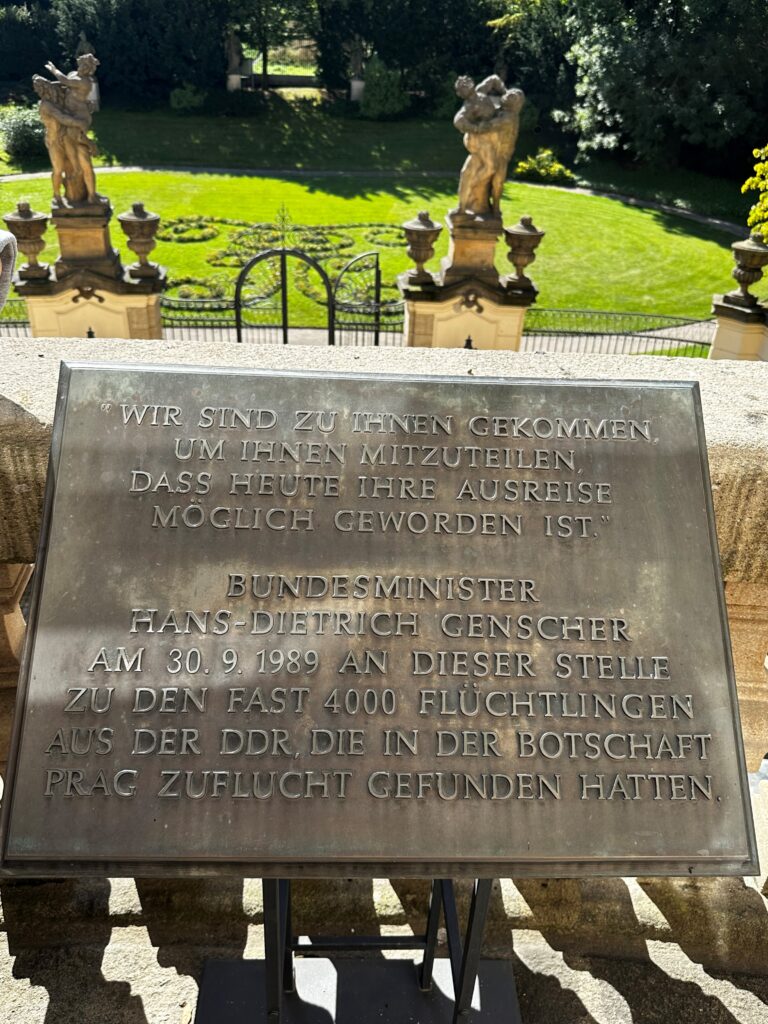 "WIR SIND ZU IHNEN GEKOMMEN,
UM IHNEN MITZUTEILEN,
DASS HEUTE IHRE AUSREISE
MÖGLICH GEWORDEN IST."
BUNDESMINISTER
HANS-DIETRICH GENSCHER
AM 30. 9. 1989 AN DIESER STELLE
ZU DEN FAST 4000 FLÜCHTLINGEN
AUS DER DDR, DIE IN DER BOTSCHAFT
PRAG ZUFLUCHT GEFUNDEN HATTEN.